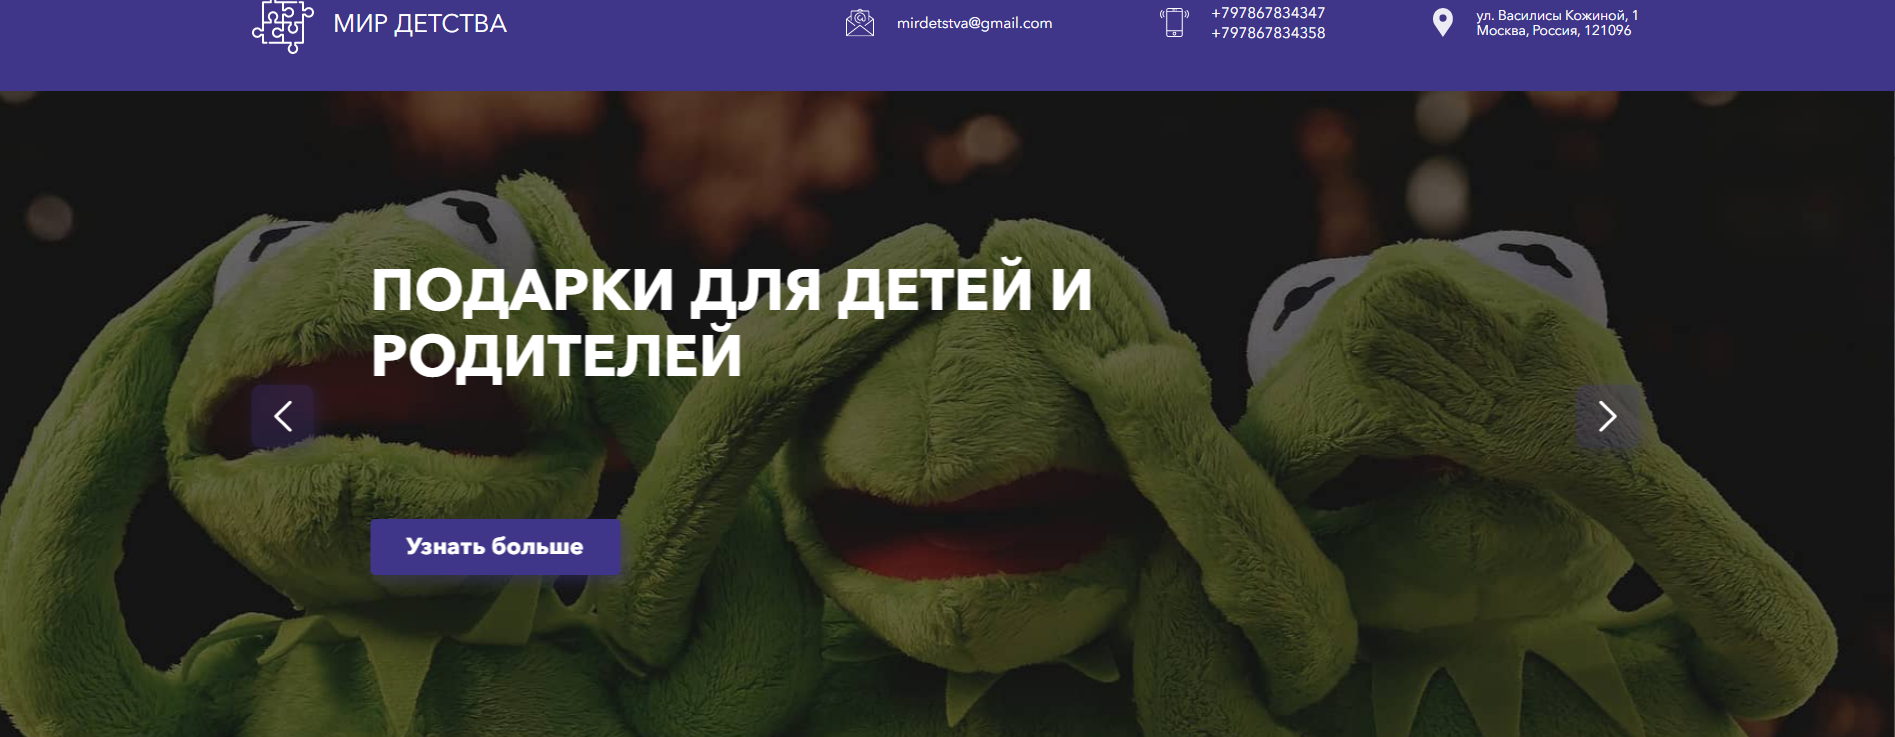 МИР ДЕТСТВА
mirdetstva@gmail.com
+797867834347
+797867834358
ул. Василисы Кожиной, 1
Москва, Россия, 121096
ПОДАРКИ ДЛЯ ДЕТЕЙ И
РОДИТЕЛЕЙ
Узнать больше